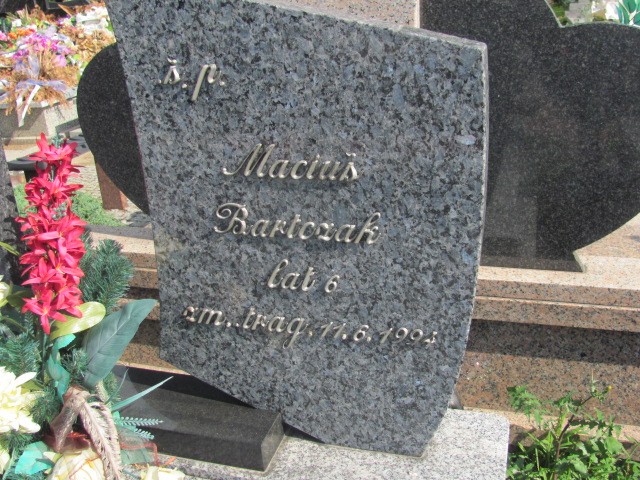 ś. p.
Maciuś
Bartczak
lat 6
zm. trag. 11.6.1994